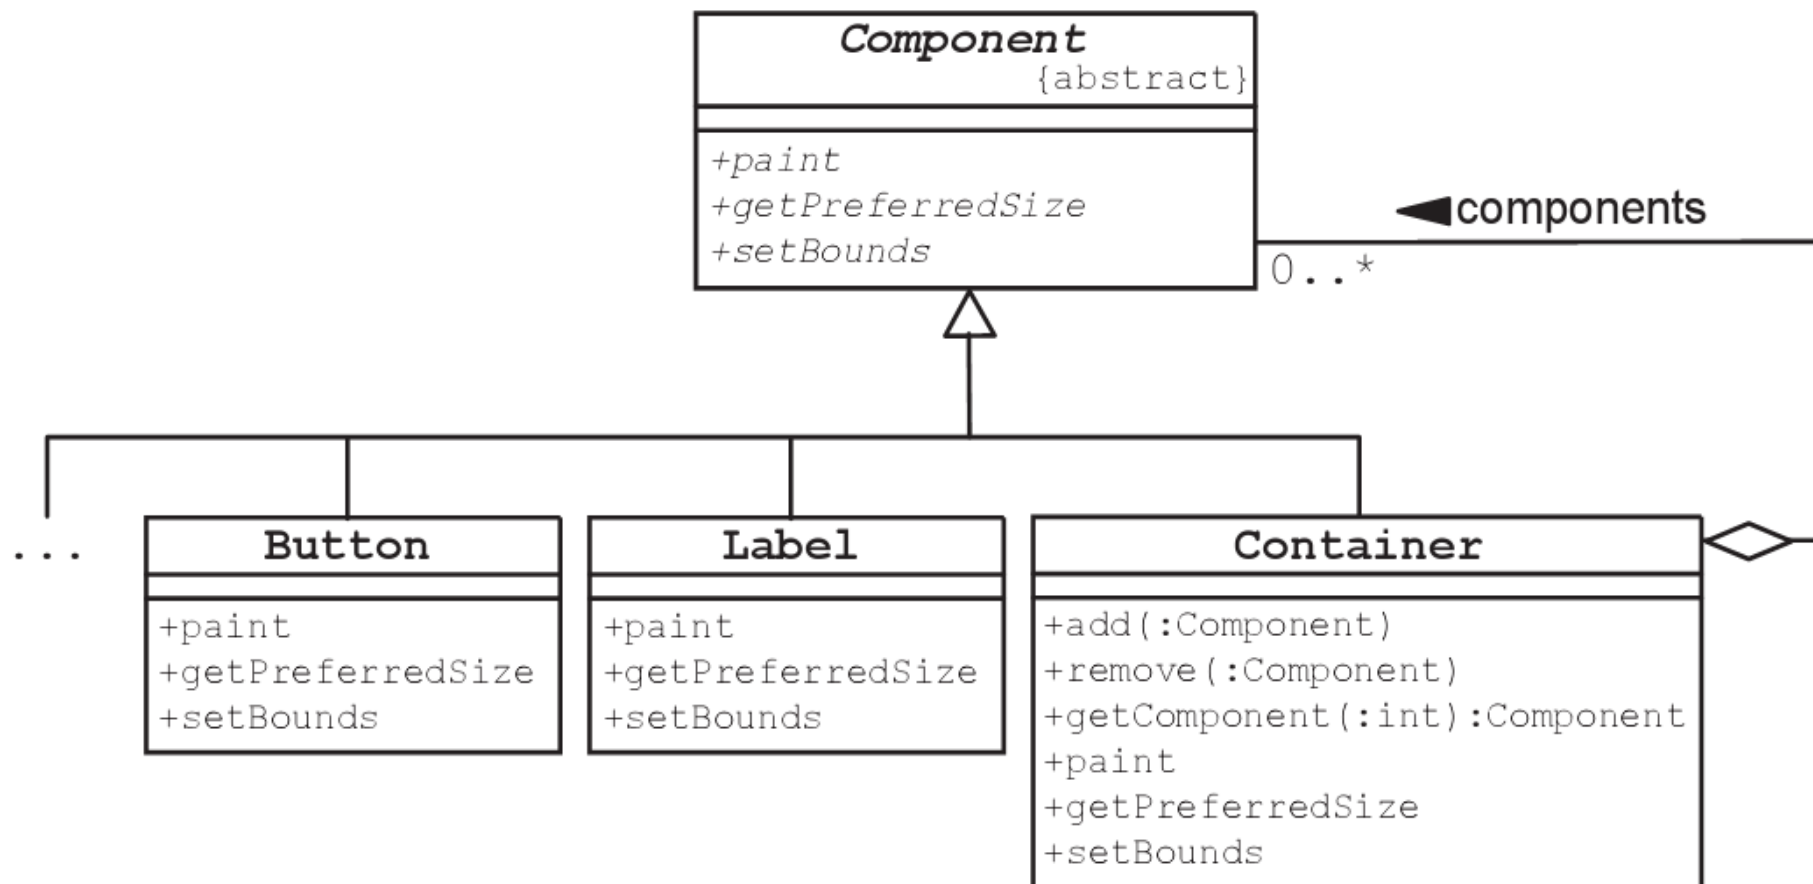 Component
{abstract}
+paint
+getPreferredSize
+setBounds
components
0..*
...
Button
+paint
+getPreferredSize
+setBounds
Label
+paint
+getPreferredSize
+setBounds
Container
+add(:Component)
+remove(:Component)
+getComponent(:int):Component
+paint
+getPreferredSize
+setBounds